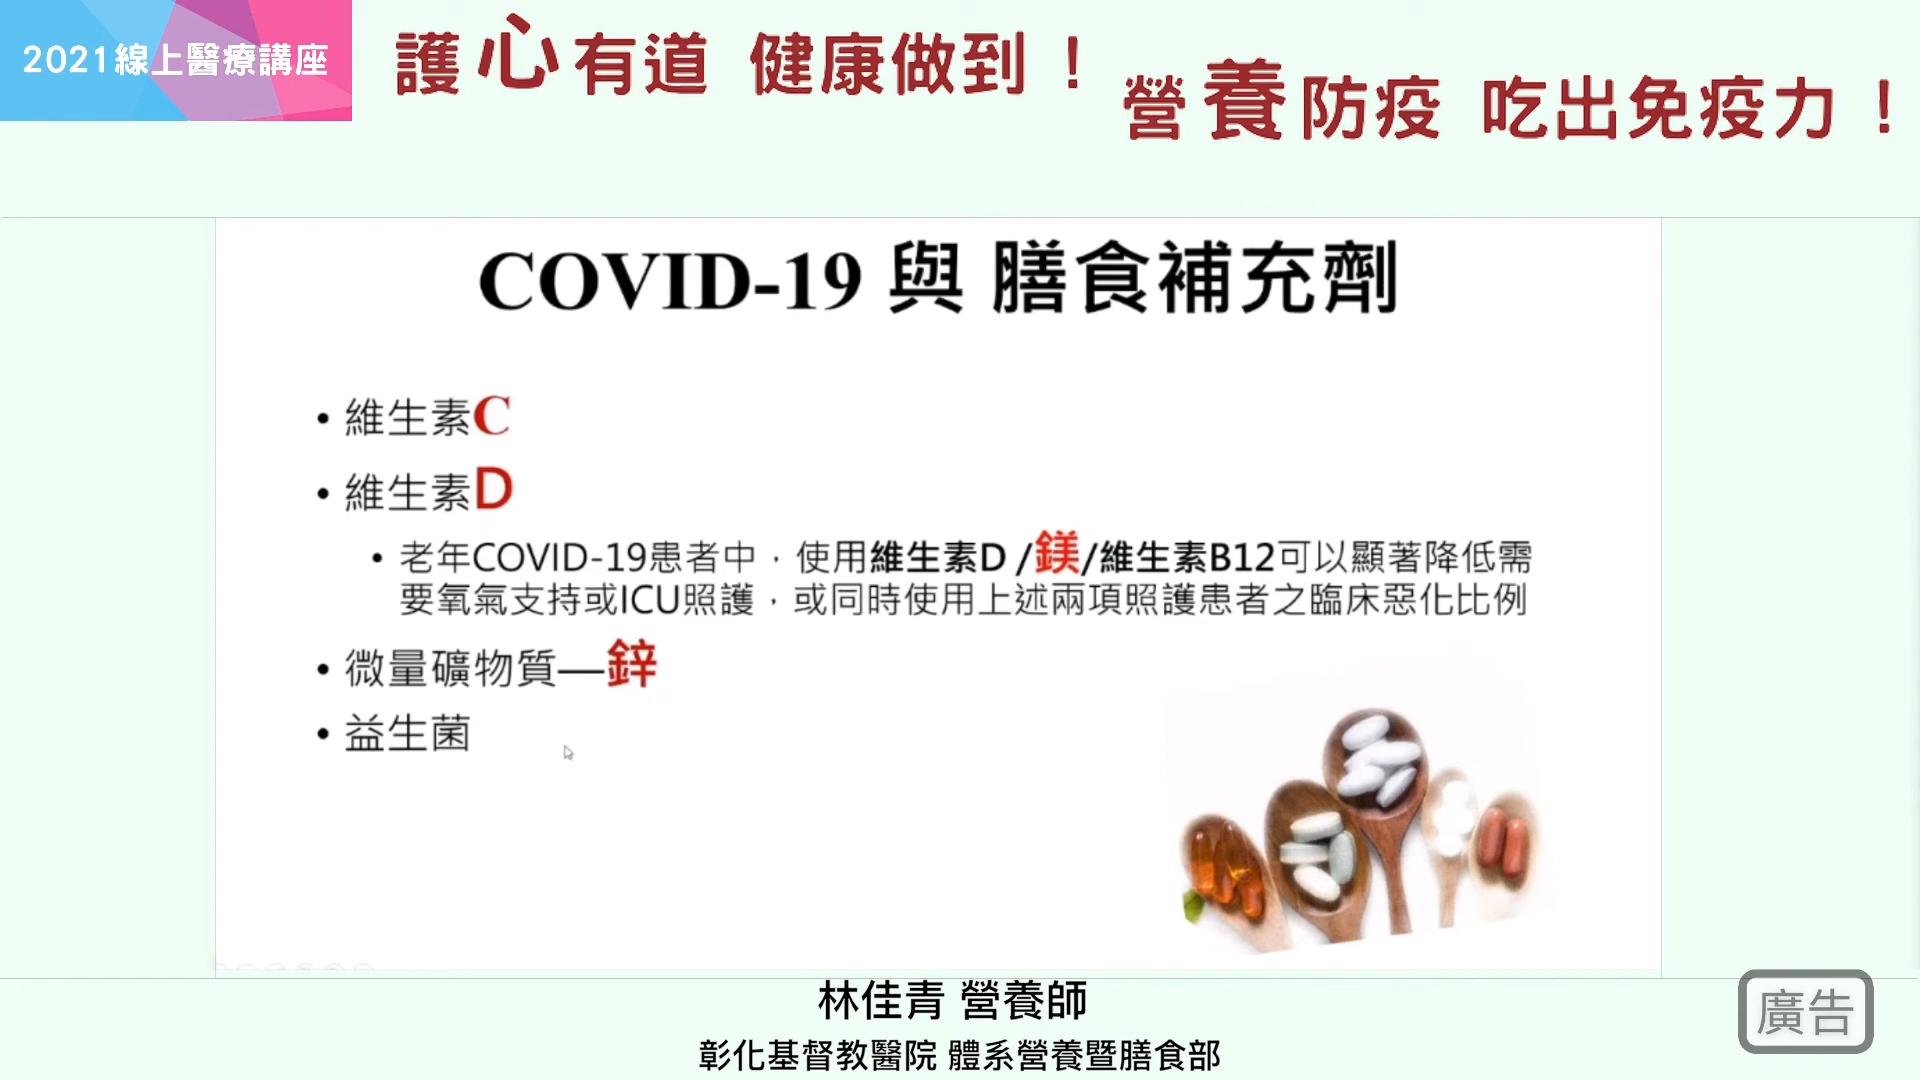 2021線上醫療講座
護心有道 健康做到！
營養防疫 吃出免疫力！
COVID-19 與 膳食補充劑
• 維生素C
• 維生素D
• 老年COVID-19患者中，使用維生素D /鎂/維生素B12可以顯著降低需
要氧氣支持或ICU照護，或同時使用上述兩項照護患者之臨床惡化比例
• 微量礦物質—鋅
• 益生菌
林佳青 營養師
彰化基督教醫院 體系營養暨膳食部
廣告